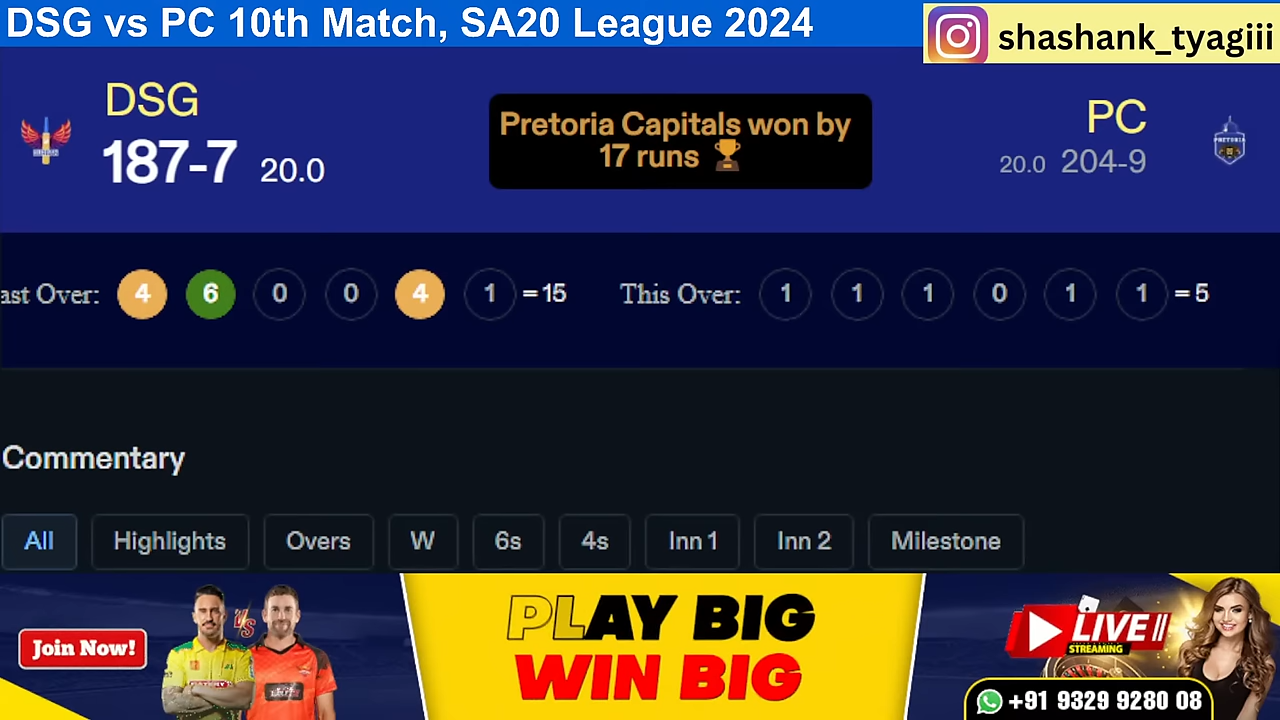 DSG vs PC 10th Match, SA20 League 2024
shashank_tyagiii
DSG
187-7 20.0
Pretoria Capitals won by
17 runs
PC
20.0 204-9
PRETORIA
ast Over: 4 6 0 0 4 1 = 15 This Over: 1 1 1 0 1 1 = 5
Commentary
All Highlights Overs W 6s 4s Inn 1 Inn 2 Milestone
Join Now!
VS
PLAY BIG
WIN BIG
LIVE
STREAMING
+91 9329 9280 08